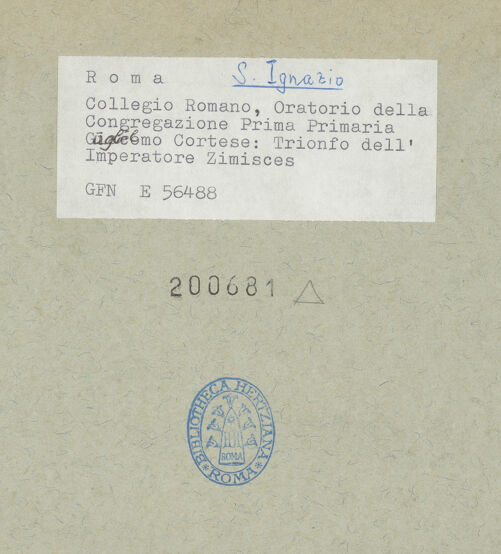 R o m a S. Ignazio
Collegio Romano, Oratorio della
Congregazione Prima Primaria
Guglielmo Cortese: Trionfo dell'
Imperatore Zimisces
GFN E 56488
200681
BIBLIOTHECA HERTZIANA
ROMA
* ROMA *